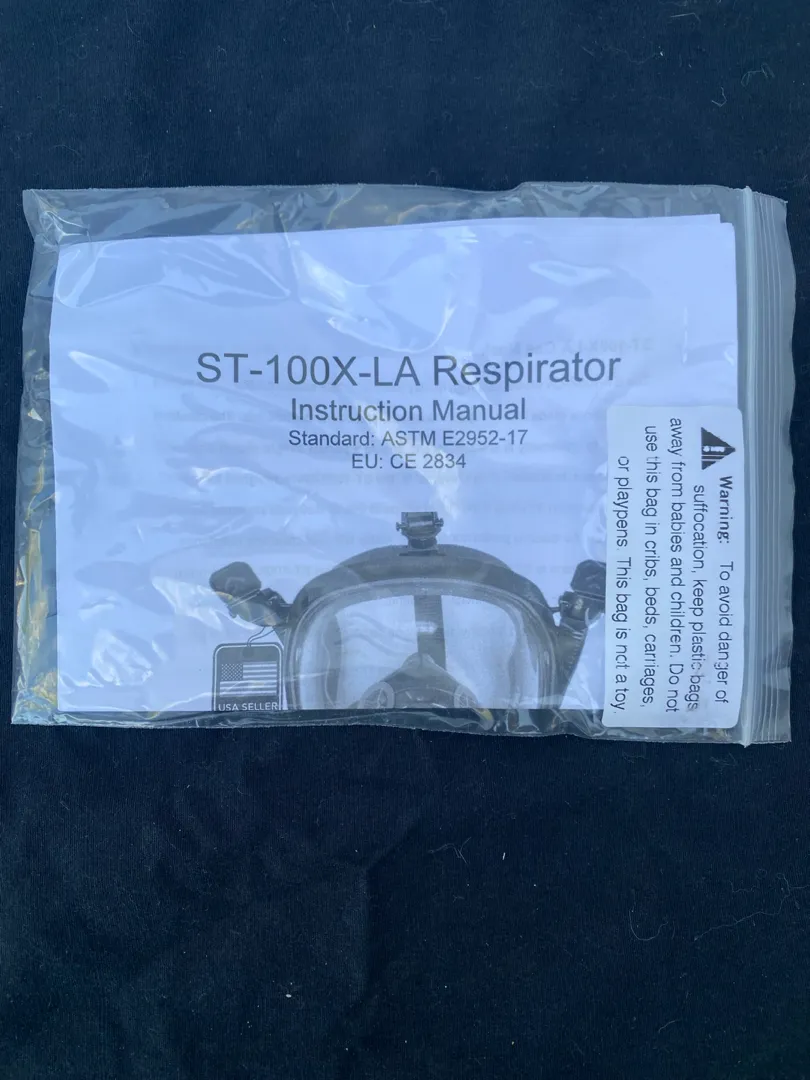 ST-100X-LA Respirator
Instruction Manual
Standard: ASTM E2952-17
EU: CE 2834
USA SELLER
Warning: To avoid danger of
suffocation, keep plastic bags
away from babies and children. Do not
use this bag in cribs, beds, carriages,
or playpens. This bag is not a toy.